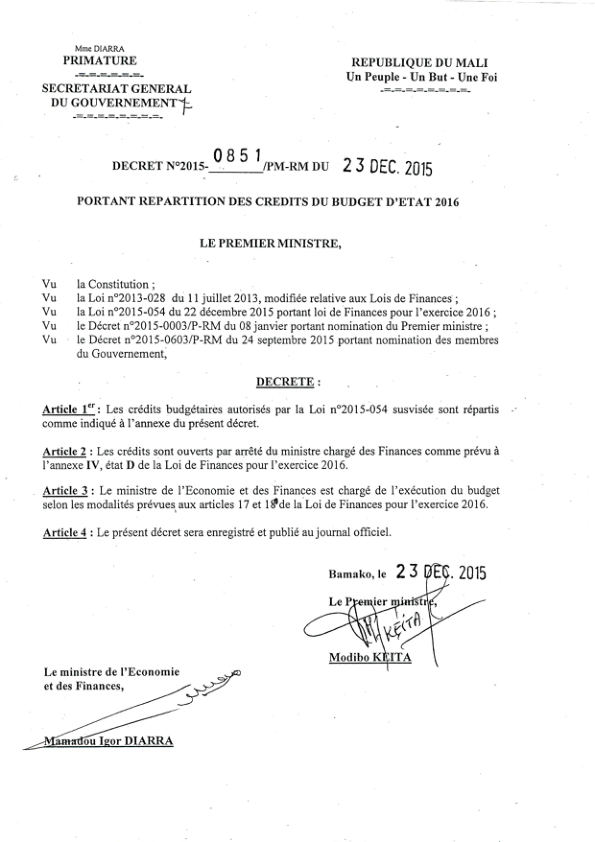 Mme DIARRA
PRIMATURE
-=-=-=-=-=-=-
SECRETARIAT GENERAL
DU GOUVERNEMENT
-=-=-=-=-=-=-=-=-
REPUBLIQUE DU MALI
Un Peuple - Un But - Une Foi
-=-=-=-=-=-=-=-=-
DECRET N°2015- 0851 /PM-RM DU 23 DEC. 2015
PORTANT REPARTITION DES CREDITS DU BUDGET D'ETAT 2016
LE PREMIER MINISTRE,
Vu la Constitution ;
Vu la Loi n°2013-028 du 11 juillet 2013, modifiée relative aux Lois de Finances ;
Vu la Loi n°2015-054 du 22 décembre 2015 portant loi de Finances pour l'exercice 2016 ;
Vu le Décret n°2015-0003/P-RM du 08 janvier portant nomination du Premier ministre ;
Vu le Décret n°2015-0603/P-RM du 24 septembre 2015 portant nomination des membres
du Gouvernement,
DECRETE :
Article 1er : Les crédits budgétaires autorisés par la Loi n°2015-054 susvisée sont répartis
comme indiqué à l'annexe du présent décret.
Article 2 : Les crédits sont ouverts par arrêté du ministre chargé des Finances comme prévu à
l'annexe IV, état D de la Loi de Finances pour l'exercice 2016.
Article 3 : Le ministre de l'Economie et des Finances est chargé de l'exécution du budget
selon les modalités prévues aux articles 17 et 18 de la Loi de Finances pour l'exercice 2016.
Article 4 : Le présent décret sera enregistré et publié au journal officiel.
Bamako, le 23 DEC. 2015
Le Premier ministre,
KEITA
Modibo KEITA
Le ministre de l'Economie
et des Finances,
Mamadou Igor DIARRA